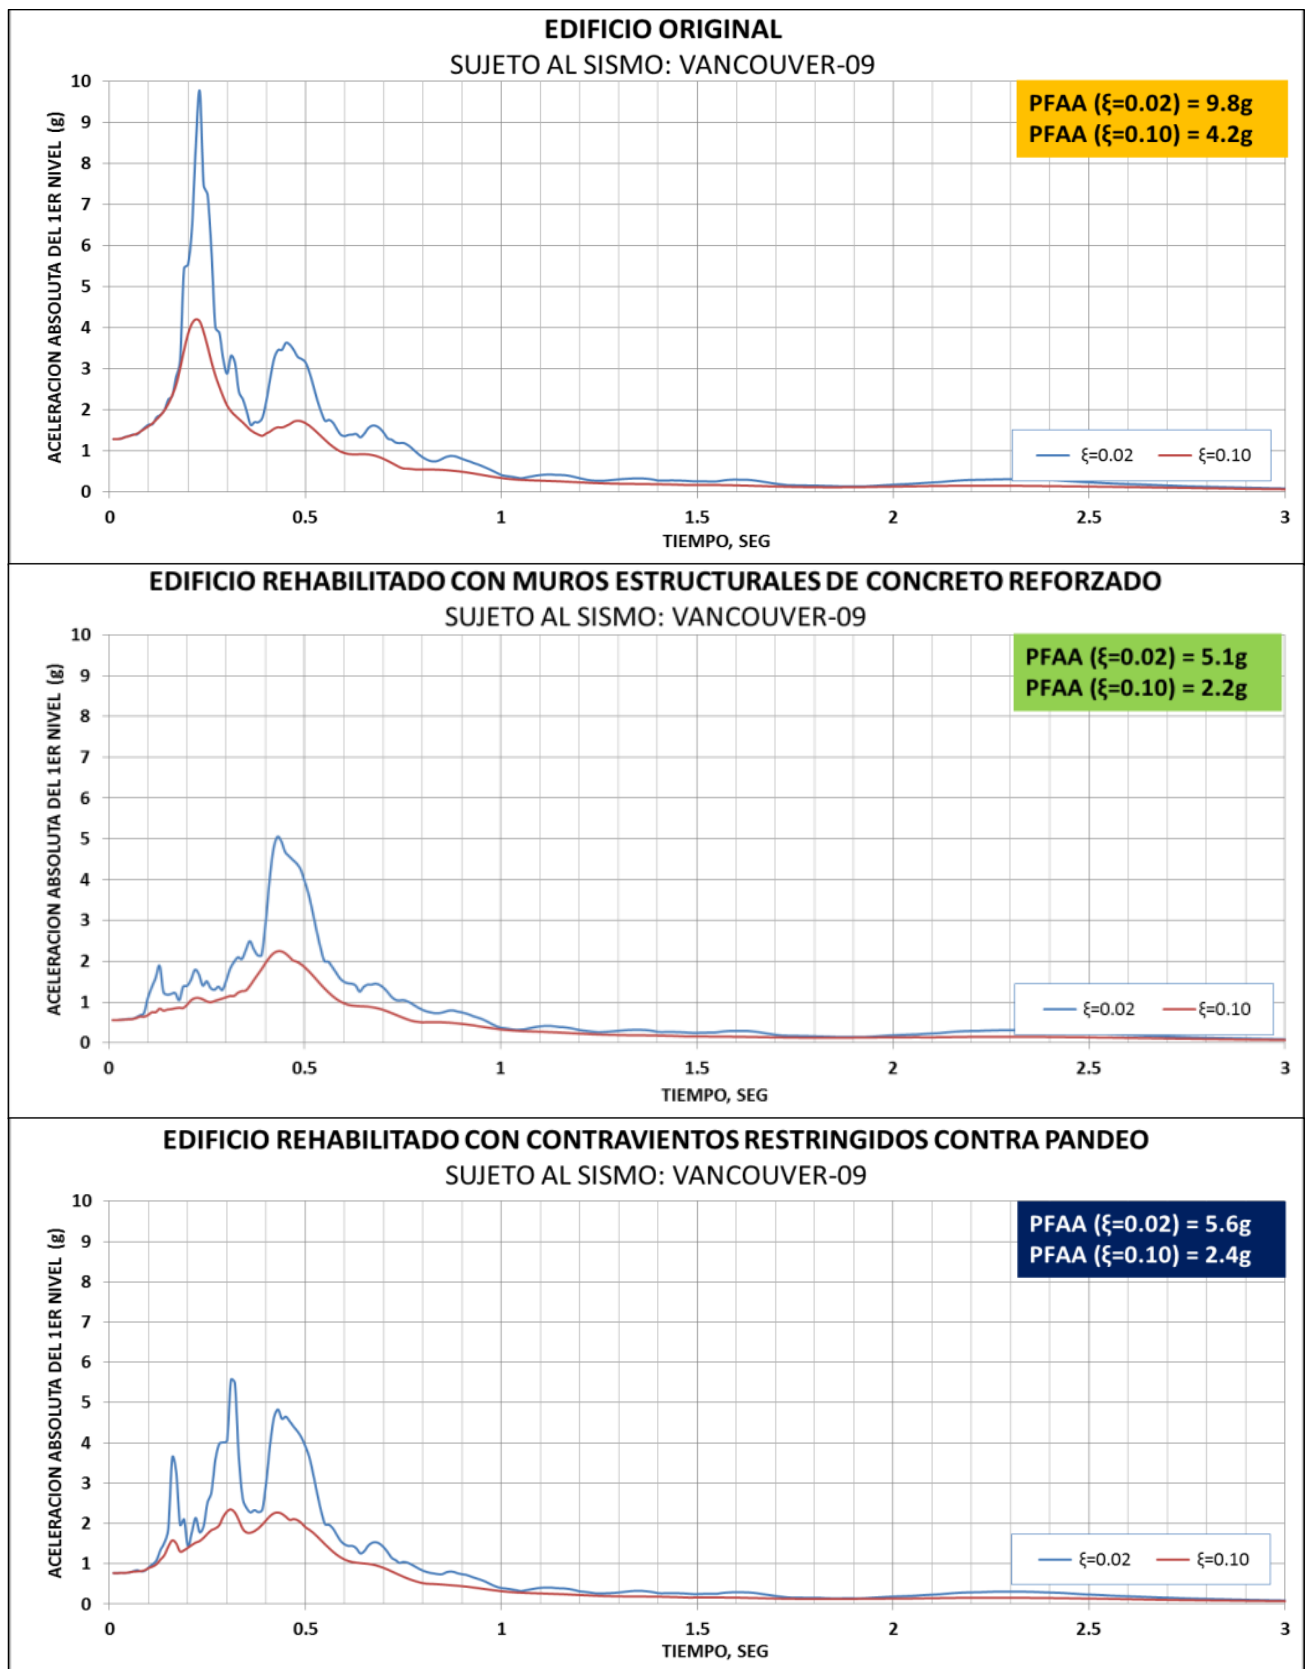 EDIFICIO ORIGINAL
SUJETO AL SISMO: VANCOUVER-09
PFAA (ξ=0.02) = 9.8g
PFAA (ξ=0.10) = 4.2g
ACELERACION ABSOLUTA DEL 1ER NIVEL (g)
10
9
8
7
6
5
4
3
2
1
0
ξ=0.02 ξ=0.10
0 0.5 1 1.5 2 2.5 3
TIEMPO, SEG
EDIFICIO REHABILITADO CON MUROS ESTRUCTURALES DE CONCRETO REFORZADO
SUJETO AL SISMO: VANCOUVER-09
PFAA (ξ=0.02) = 5.1g
PFAA (ξ=0.10) = 2.2g
ACELERACION ABSOLUTA DEL 1ER NIVEL (g)
10
9
8
7
6
5
4
3
2
1
0
ξ=0.02 ξ=0.10
0 0.5 1 1.5 2 2.5 3
TIEMPO, SEG
EDIFICIO REHABILITADO CON CONTRAVIENTOS RESTRINGIDOS CONTRA PANDEO
SUJETO AL SISMO: VANCOUVER-09
PFAA (ξ=0.02) = 5.6g
PFAA (ξ=0.10) = 2.4g
ACELERACION ABSOLUTA DEL 1ER NIVEL (g)
10
9
8
7
6
5
4
3
2
1
0
ξ=0.02 ξ=0.10
0 0.5 1 1.5 2 2.5 3
TIEMPO, SEG